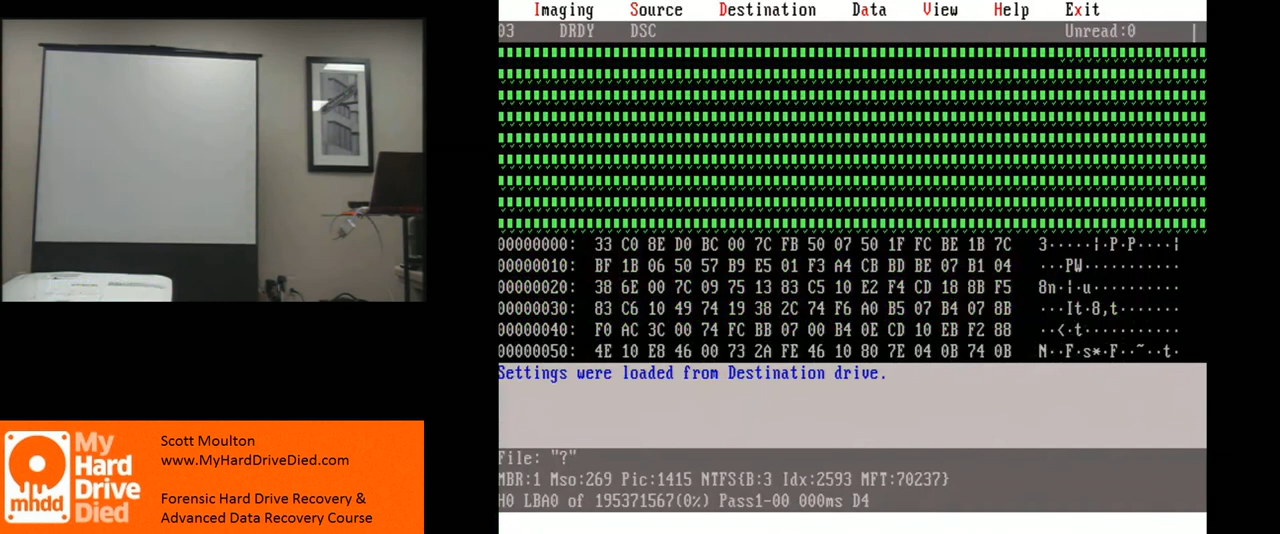 Imaging Source Destination Data View Help Exit
03 DRDY DSC Unread:0
00000000: 33 C0 8E D0 BC 00 7C FB 50 07 50 1F FC BE 1B 7C 3·····|·P·P····|
00000010: BF 1B 06 50 57 B9 E5 01 F3 A4 CB BD BE 07 B1 04 ···PW···········
00000020: 38 6E 00 7C 09 75 13 83 C5 10 E2 F4 CD 18 8B F5 8n·|·u··········
00000030: 83 C6 10 49 74 19 38 2C 74 F6 A0 B5 07 B4 07 8B ···It·8,t·······
00000040: F0 AC 3C 00 74 FC BB 07 00 B4 0E CD 10 EB F2 88 ··<·t···········
00000050: 4E 10 E8 46 00 73 2A FE 46 10 80 7E 04 0B 74 0B N··F·s*·F··~··t·
Settings were loaded from Destination drive.
File: "?"
MBR:1 Mso:269 Pic:1415 NTFS{B:3 Idx:2593 MFT:70237}
H0 LBA0 of 195371567(0%) Pass1-00 000ms D4
My
Hard
Drive
Died
mhdd
Scott Moulton
www.MyHardDriveDied.com
Forensic Hard Drive Recovery &
Advanced Data Recovery Course